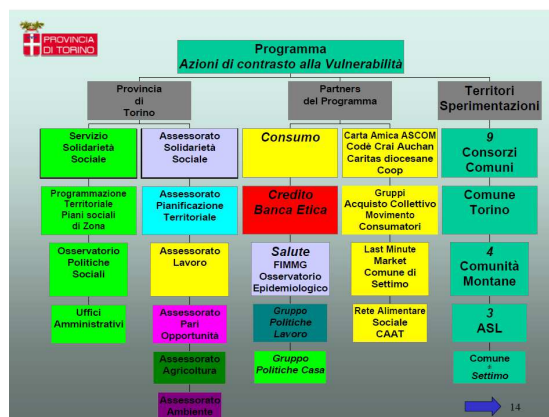 PROVINCIA
DI TORINO
Programma
Azioni di contrasto alla Vulnerabilità
Provincia
di
Torino
Partners
del Programma
Territori
Sperimentazioni
Servizio
Solidarietà
Sociale
Assessorato
Solidarietà
Sociale
Consumo
Carta Amica ASCOM
Codè Crai Auchan
Caritas diocesane
Coop
9
Consorzi
Comuni
Programmazione
Territoriale
Piani sociali
di Zona
Assessorato
Pianificazione
Territoriale
Credito
Banca Etica
Gruppi
Acquisto Collettivo
Movimento
Consumatori
Comune
Torino
Osservatorio
Politiche
Sociali
Assessorato
Lavoro
Salute
FIMMG
Osservatorio
Epidemiologico
Last Minute
Market
Comune di
Settimo
4
Comunità
Montane
Uffici
Amministrativi
Assessorato
Pari
Opportunità
Gruppo
Politiche
Lavoro
Rete Alimentare
Sociale
CAAT
3
ASL
Assessorato
Agricoltura
Gruppo
Politiche Casa
Comune
*
Settimo
Assessorato
Ambiente
14